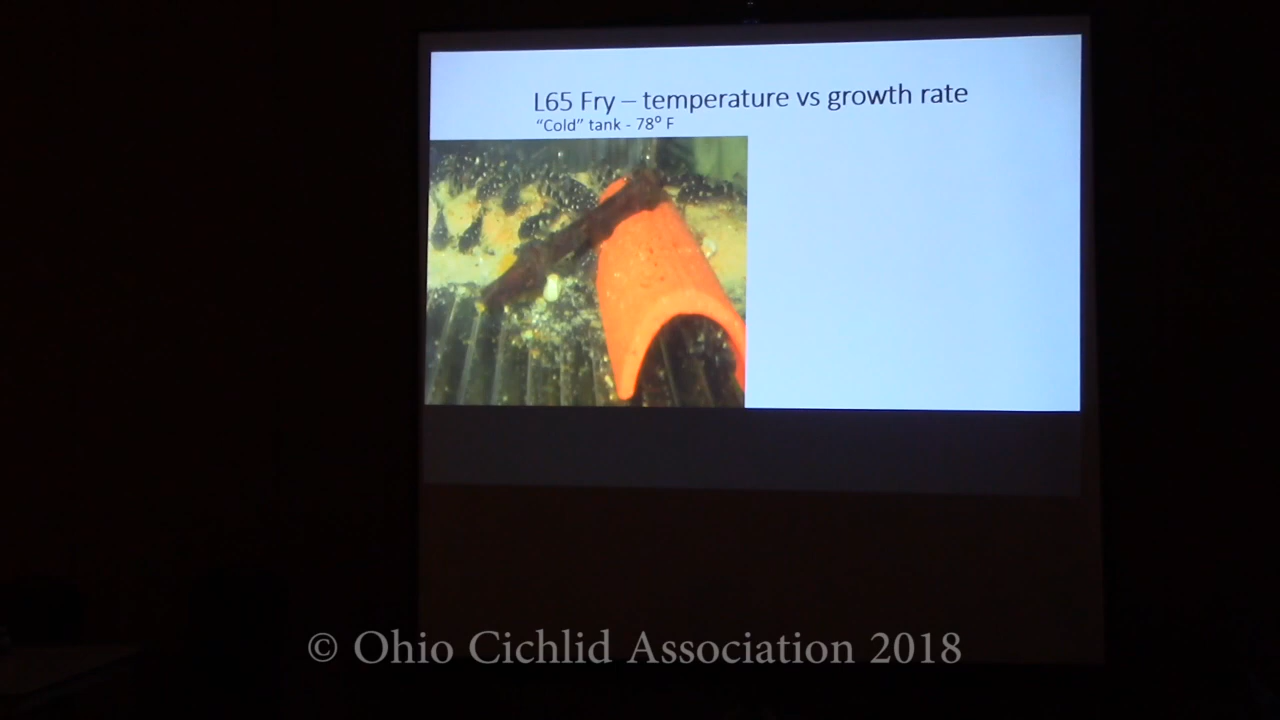 L65 Fry – temperature vs growth rate
“Cold” tank - 78° F
© Ohio Cichlid Association 2018